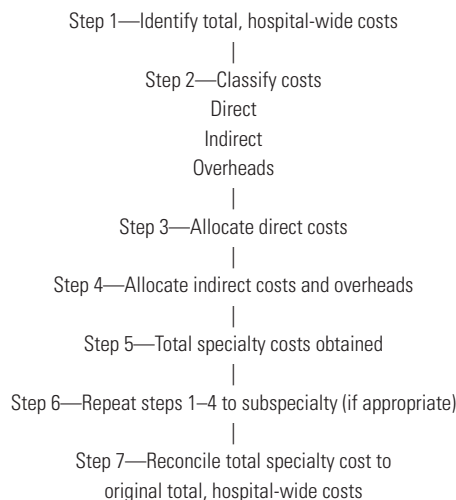 Step 1—Identify total, hospital-wide costs
Step 2—Classify costs
Direct
Indirect
Overheads
Step 3—Allocate direct costs
Step 4—Allocate indirect costs and overheads
Step 5—Total specialty costs obtained
Step 6—Repeat steps 1–4 to subspecialty (if appropriate)
Step 7—Reconcile total specialty cost to
original total, hospital-wide costs